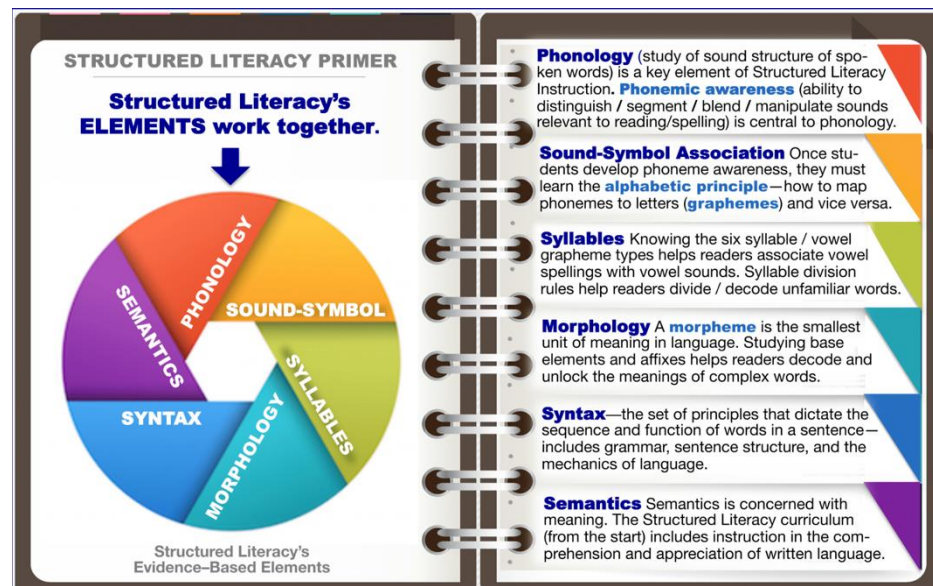 STRUCTURED LITERACY PRIMER
Structured Literacy's
ELEMENTS work together.
PHONOLOGY
SOUND-SYMBOL
SYLLABLES
MORPHOLOGY
SYNTAX
SEMANTICS
Structured Literacy's
Evidence–Based Elements
Phonology (study of sound structure of spo-
ken words) is a key element of Structured Literacy
Instruction. Phonemic awareness (ability to
distinguish / segment / blend / manipulate sounds
relevant to reading/spelling) is central to phonology.
Sound-Symbol Association Once stu-
dents develop phoneme awareness, they must
learn the alphabetic principle—how to map
phonemes to letters (graphemes) and vice versa.
Syllables Knowing the six syllable / vowel
grapheme types helps readers associate vowel
spellings with vowel sounds. Syllable division
rules help readers divide / decode unfamiliar words.
Morphology A morpheme is the smallest
unit of meaning in language. Studying base
elements and affixes helps readers decode and
unlock the meanings of complex words.
Syntax—the set of principles that dictate the
sequence and function of words in a sentence—
includes grammar, sentence structure, and the
mechanics of language.
Semantics Semantics is concerned with
meaning. The Structured Literacy curriculum
(from the start) includes instruction in the com-
prehension and appreciation of written language.